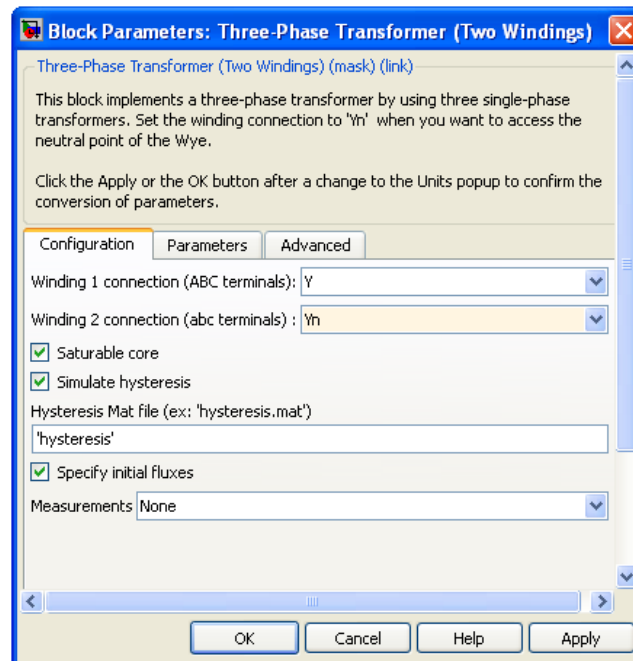 Block Parameters: Three-Phase Transformer (Two Windings)
Three-Phase Transformer (Two Windings) (mask) (link)
This block implements a three-phase transformer by using three single-phase
transformers. Set the winding connection to 'Yn' when you want to access the
neutral point of the Wye.
Click the Apply or the OK button after a change to the Units popup to confirm the
conversion of parameters.
Configuration Parameters Advanced
Winding 1 connection (ABC terminals): Y
Winding 2 connection (abc terminals) : Yn
Saturable core
Simulate hysteresis
Hysteresis Mat file (ex: 'hysteresis.mat')
'hysteresis'
Specify initial fluxes
Measurements None
OK Cancel Help Apply